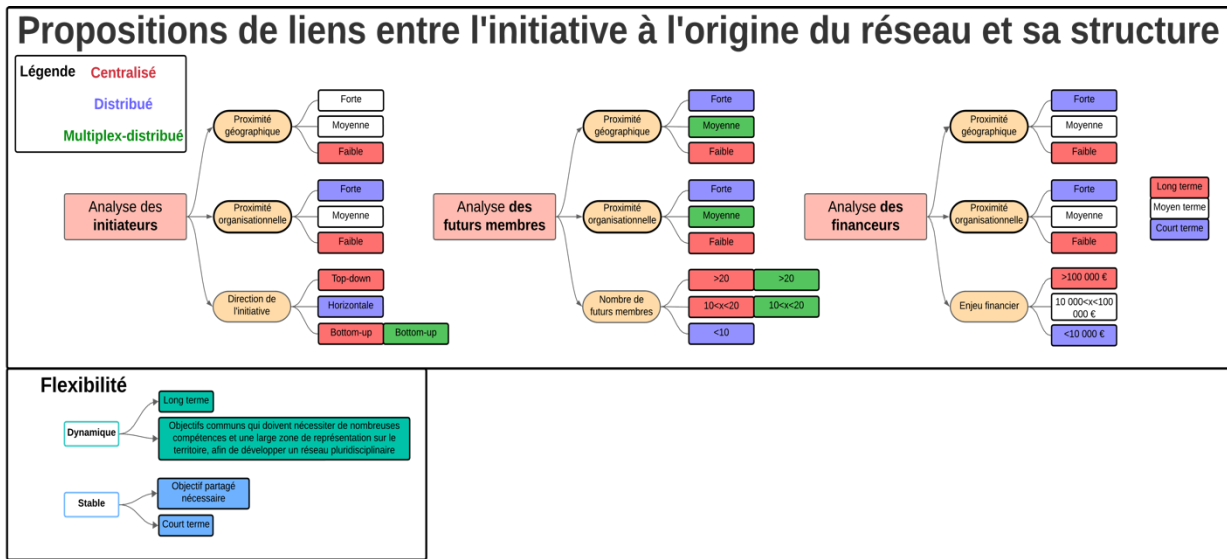 Propositions de liens entre l'initiative à l'origine du réseau et sa structure
Légende
Centralisé
Distribué
Multiplex-distribué
Analyse des
initiateurs
Proximité
géographique
Forte
Moyenne
Faible
Proximité
organisationnelle
Forte
Moyenne
Faible
Direction de
l'initiative
Top-down
Horizontale
Bottom-up
Bottom-up
Analyse des
futurs membres
Proximité
géographique
Forte
Moyenne
Faible
Proximité
organisationnelle
Forte
Moyenne
Faible
Nombre de
futurs membres
>20
>20
10<x<20
10<x<20
<10
Analyse des
financeurs
Proximité
géographique
Forte
Moyenne
Faible
Proximité
organisationnelle
Forte
Moyenne
Faible
Enjeu financier
>100 000 €
10 000<x<100
000 €
<10 000 €
Long terme
Moyen terme
Court terme
Flexibilité
Dynamique
Long terme
Objectifs communs qui doivent nécessiter de nombreuses
compétences et une large zone de représentation sur le
territoire, afin de développer un réseau pluridisciplinaire
Stable
Objectif partagé
nécessaire
Court terme